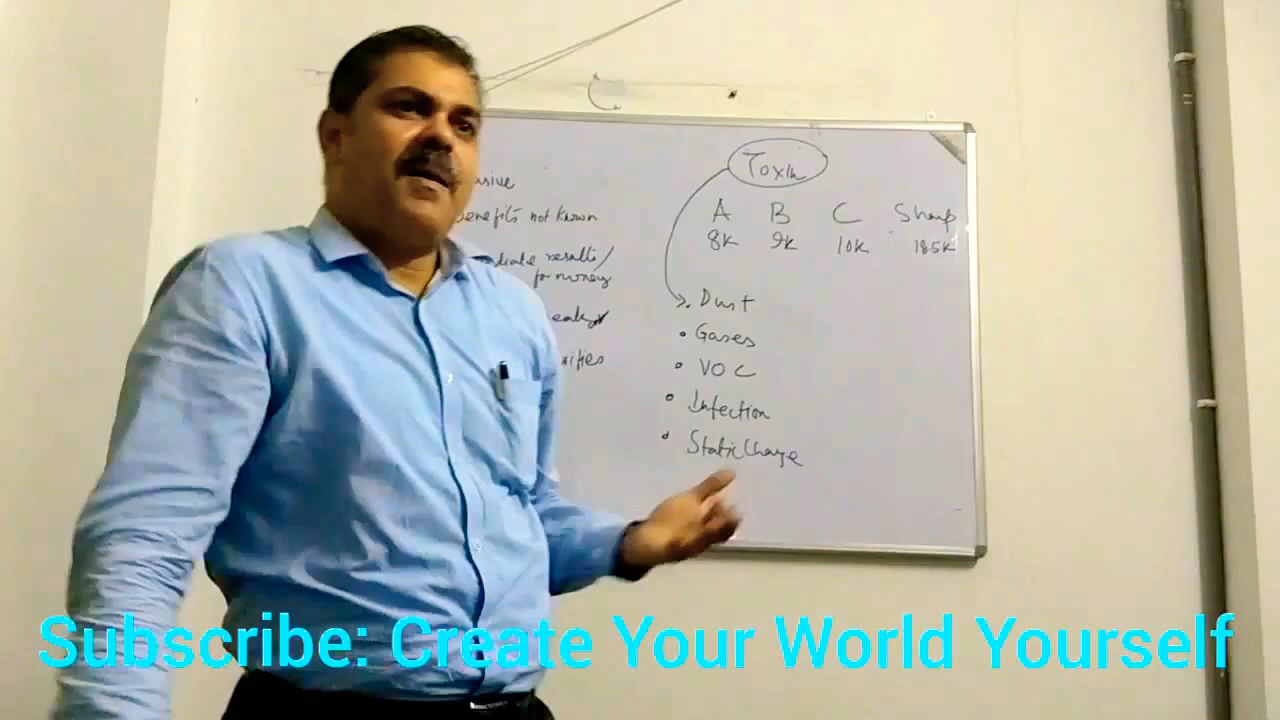 benefits not known
results/
for money
Toxin
A B C Sharp
8K 9K 10K 18.5K
• Dust
• Gases
• VOC
• Infection
• Static Charge
Subscribe: Create Your World Yourself